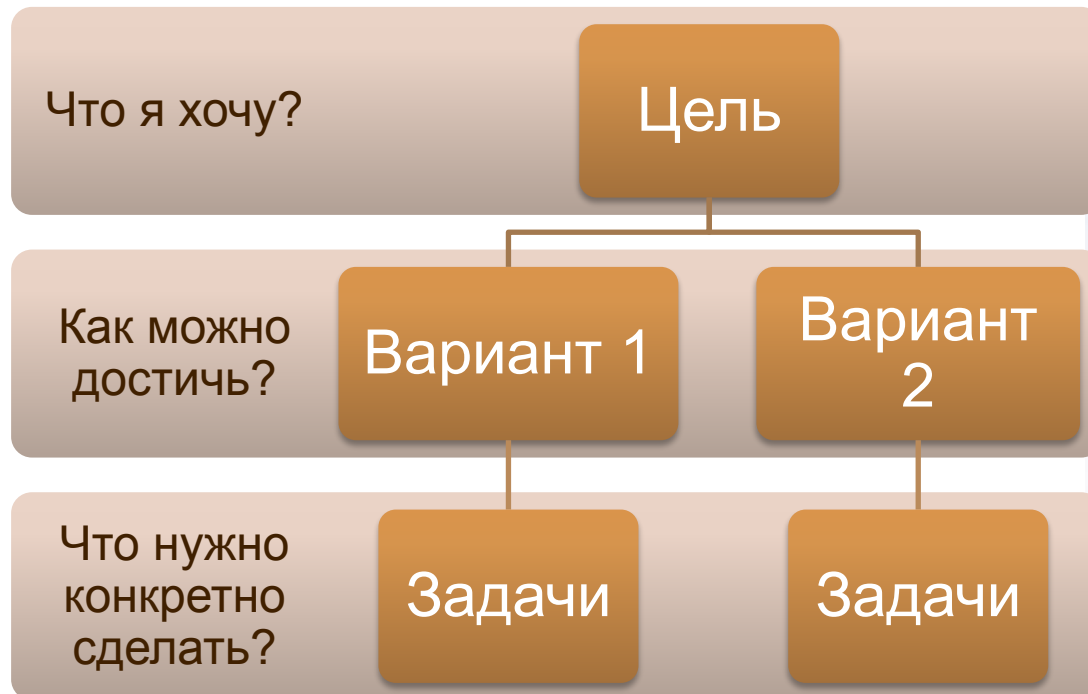 Что я хочу?
Цель
Как можно
достичь?
Вариант 1
Вариант
2
Что нужно
конкретно
сделать?
Задачи
Задачи